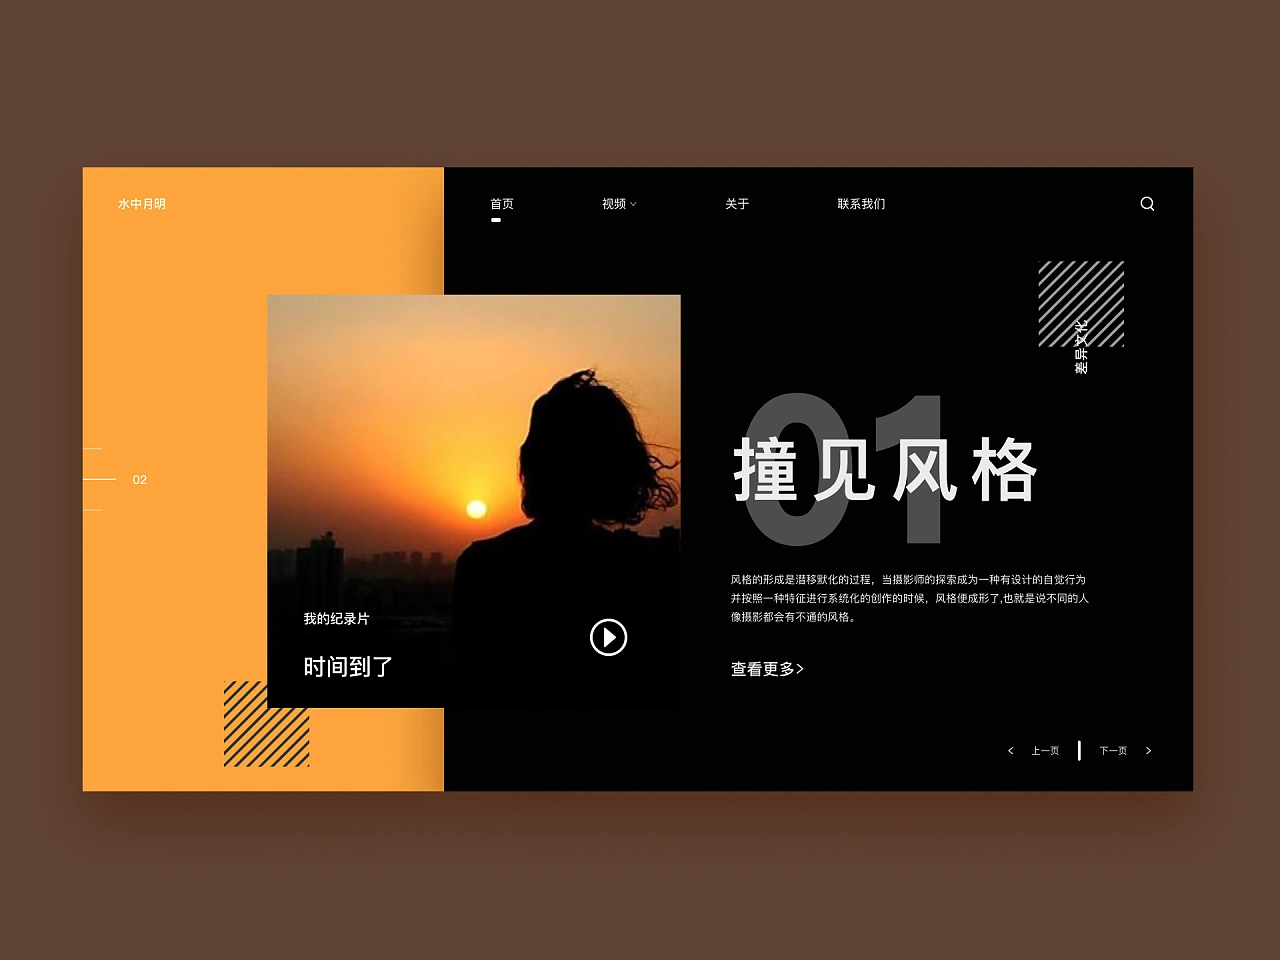 水中月明
首页
视频
关于
联系我们
差异文化
02
01
撞见风格
风格的形成是潜移默化的过程，当摄影师的探索成为一种有设计的自觉行为
并按照一种特征进行系统化的创作的时候，风格便成形了,也就是说不同的人
像摄影都会有不通的风格。
查看更多>
我的纪录片
时间到了
< 上一页
下一页 >